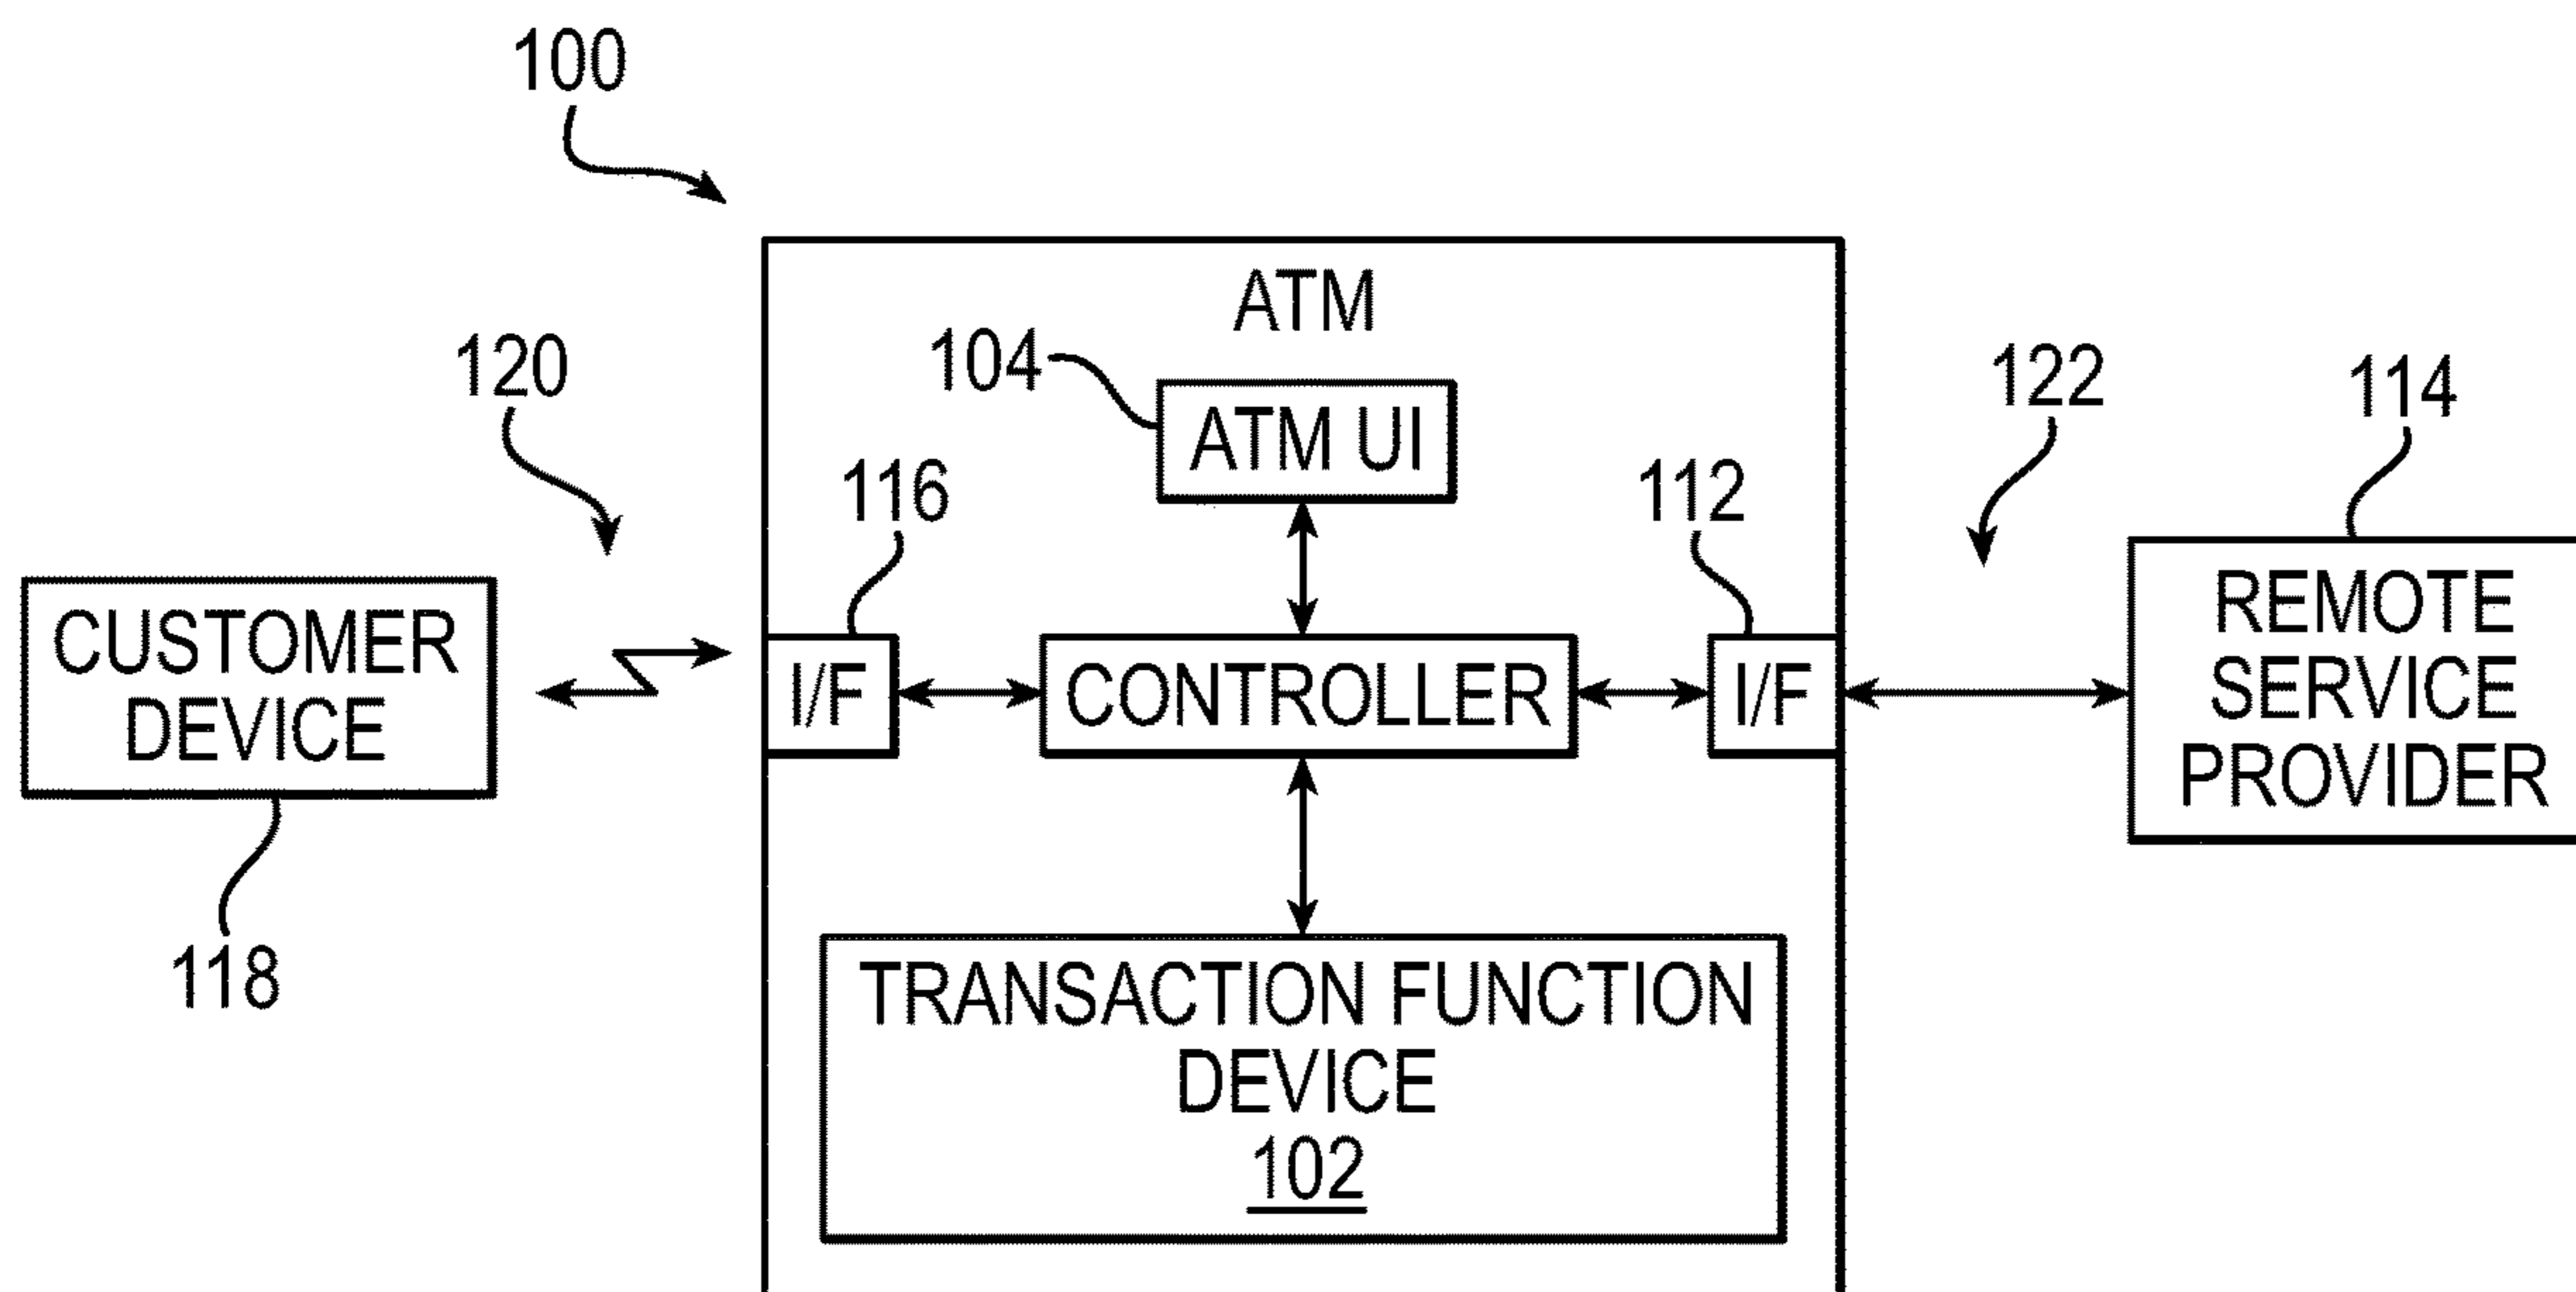 100
ATM
104
120
122
114
ATM UI
116
112
CUSTOMER
DEVICE
I/F
CONTROLLER
I/F
REMOTE
SERVICE
PROVIDER
118
TRANSACTION FUNCTION
DEVICE
102